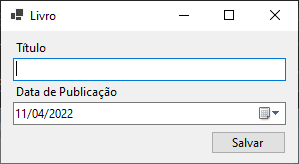 Livro
Título
Data de Publicação
11/04/2022
Salvar